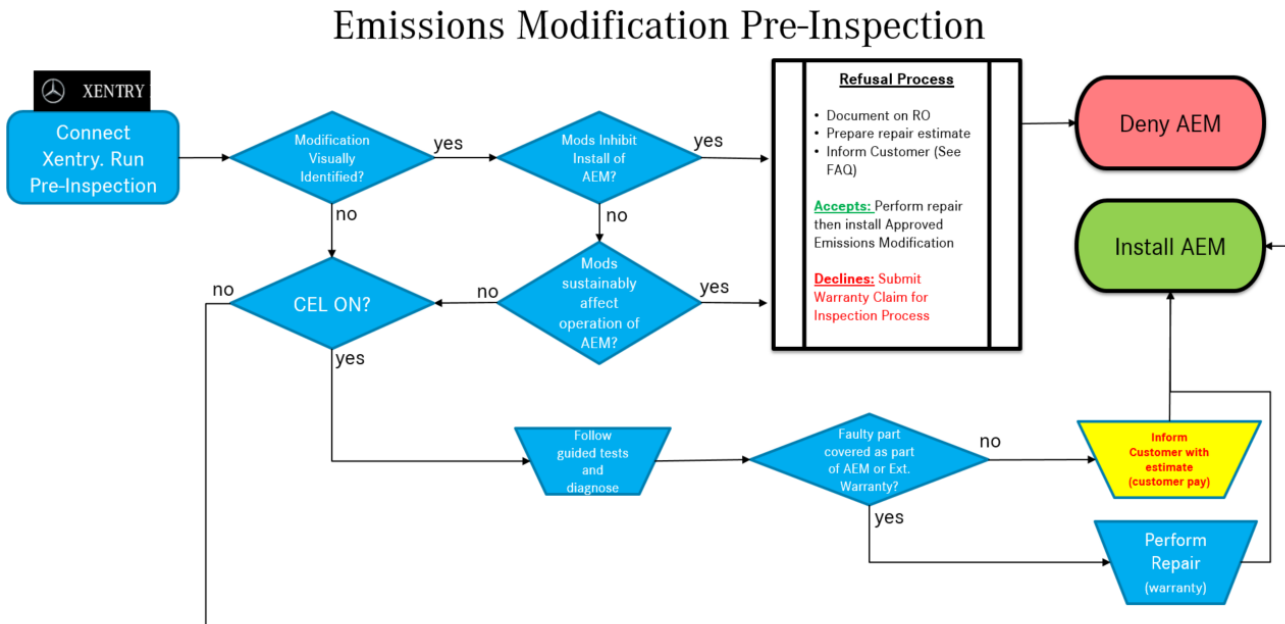 Emissions Modification Pre-Inspection
XENTRY
Connect
Xentry. Run
Pre-Inspection
Modification
Visually
Identified?
yes
no
Mods Inhibit
Install of
AEM?
yes
no
Refusal Process
• Document on RO
• Prepare repair estimate
• Inform Customer (See
FAQ)
Accepts: Perform repair
then install Approved
Emissions Modification
Declines: Submit
Warranty Claim for
Inspection Process
Deny AEM
Install AEM
no
CEL ON?
yes
no
Mods
sustainably
affect
operation of
AEM?
yes
Follow
guided tests
and
diagnose
Faulty part
covered as part
of AEM or Ext.
Warranty?
no
yes
Inform
Customer with
estimate
(customer pay)
Perform
Repair
(warranty)